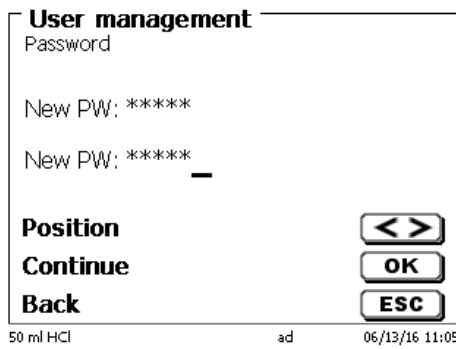 User management
Password
New PW: *****
New PW: *****_
Position < >
Continue OK
Back ESC
50 ml HCl ad 06/13/16 11:05